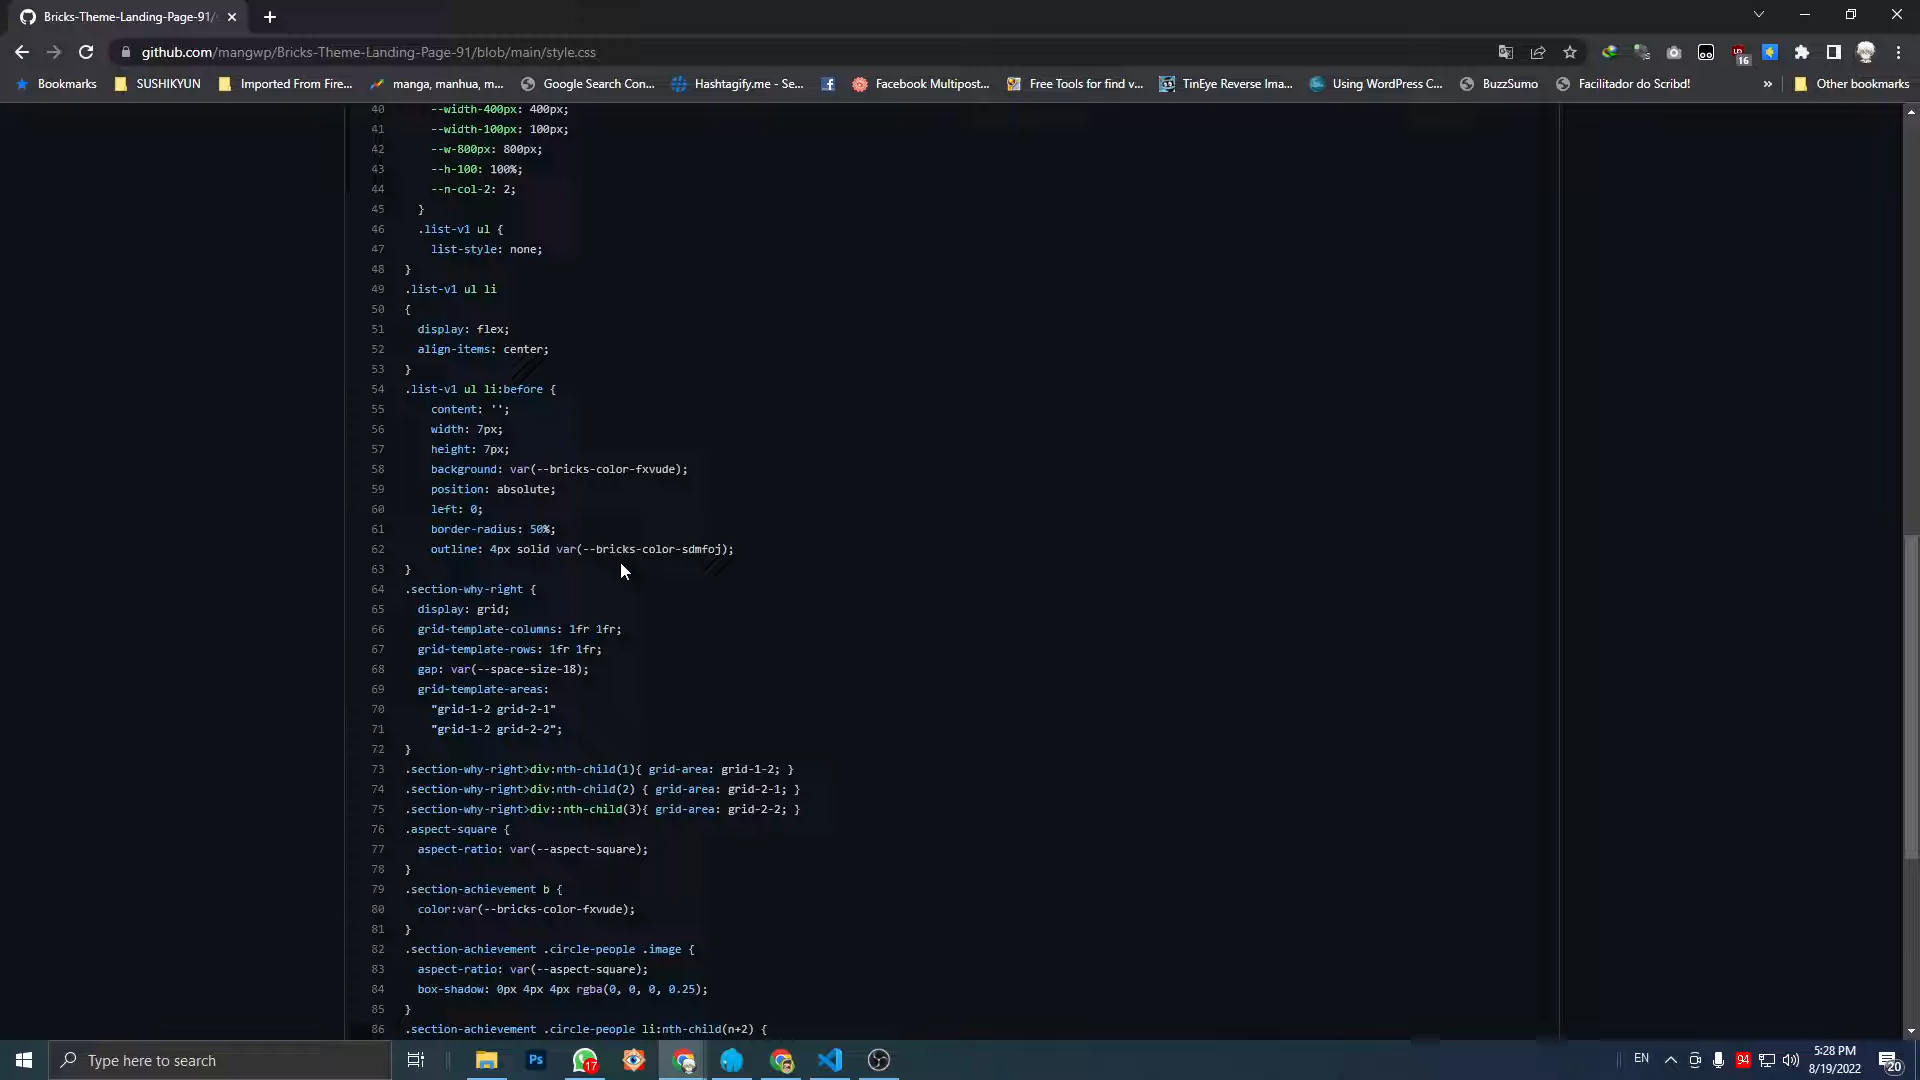 Bricks-Theme-Landing-Page-91/
github.com/mangwp/Bricks-Theme-Landing-Page-91/blob/main/style.css
16
Bookmarks
SUSHIKYUN
Imported From Firefox...
manga, manhua, m...
Google Search Con...
Hashtagify.me - Se...
Facebook Multipost...
Free Tools for find v...
TinEye Reverse Ima...
Using WordPress C...
BuzzSumo
Facilitador do Scribd!
»
Other bookmarks
40 --width-400px: 400px;
41 --width-100px: 100px;
42 --w-800px: 800px;
43 --h-100: 100%;
44 --n-col-2: 2;
45 }
46 .list-v1 ul {
47 list-style: none;
48 }
49 .list-v1 ul li
50 {
51 display: flex;
52 align-items: center;
53 }
54 .list-v1 ul li:before {
55 content: '';
56 width: 7px;
57 height: 7px;
58 background: var(--bricks-color-fxvude);
59 position: absolute;
60 left: 0;
61 border-radius: 50%;
62 outline: 4px solid var(--bricks-color-sdmfoj);
63 }
64 .section-why-right {
65 display: grid;
66 grid-template-columns: 1fr 1fr;
67 grid-template-rows: 1fr 1fr;
68 gap: var(--space-size-18);
69 grid-template-areas:
70 "grid-1-2 grid-2-1"
71 "grid-1-2 grid-2-2";
72 }
73 .section-why-right>div:nth-child(1){ grid-area: grid-1-2; }
74 .section-why-right>div:nth-child(2) { grid-area: grid-2-1; }
75 .section-why-right>div::nth-child(3){ grid-area: grid-2-2; }
76 .aspect-square {
77 aspect-ratio: var(--aspect-square);
78 }
79 .section-achievement b {
80 color:var(--bricks-color-fxvude);
81 }
82 .section-achievement .circle-people .image {
83 aspect-ratio: var(--aspect-square);
84 box-shadow: 0px 4px 4px rgba(0, 0, 0, 0.25);
85 }
86 .section-achievement .circle-people li:nth-child(n+2) {
Type here to search
Ps
17
EN
94
5:28 PM
8/19/2022
20